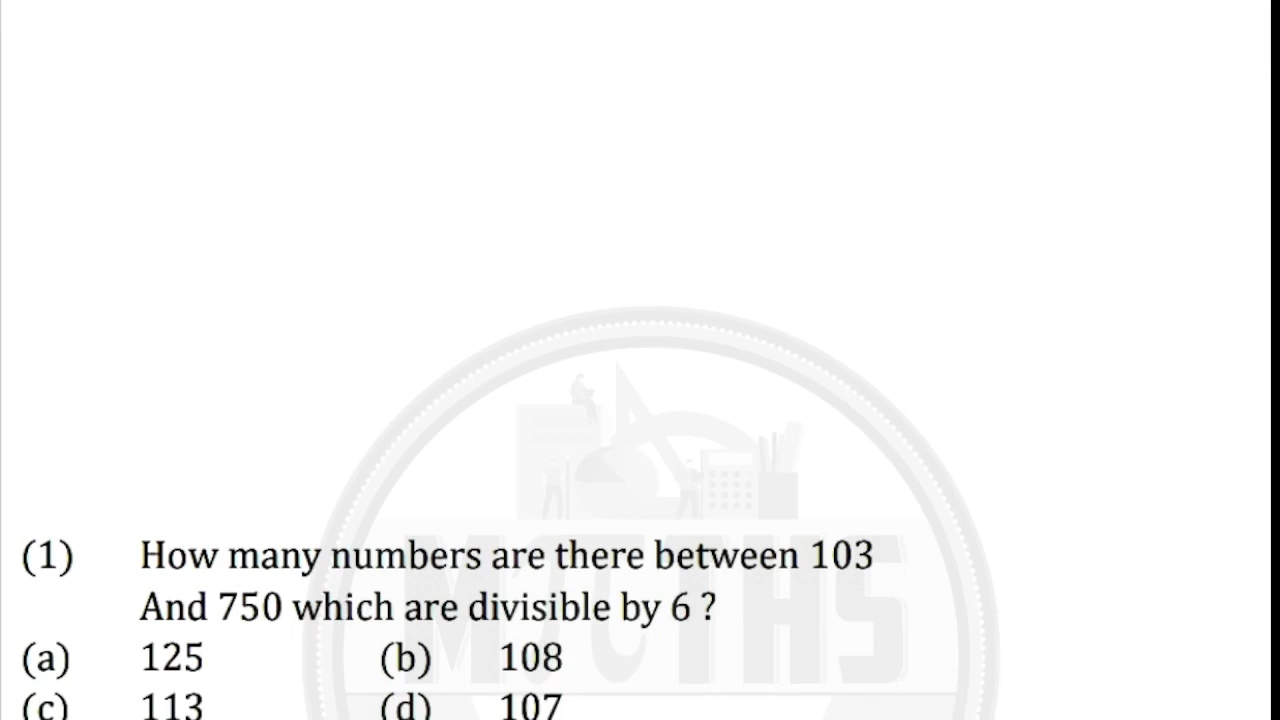 (1) How many numbers are there between 103
And 750 which are divisible by 6 ?
(a) 125 (b) 108
(c) 113 (d) 107
MATHS